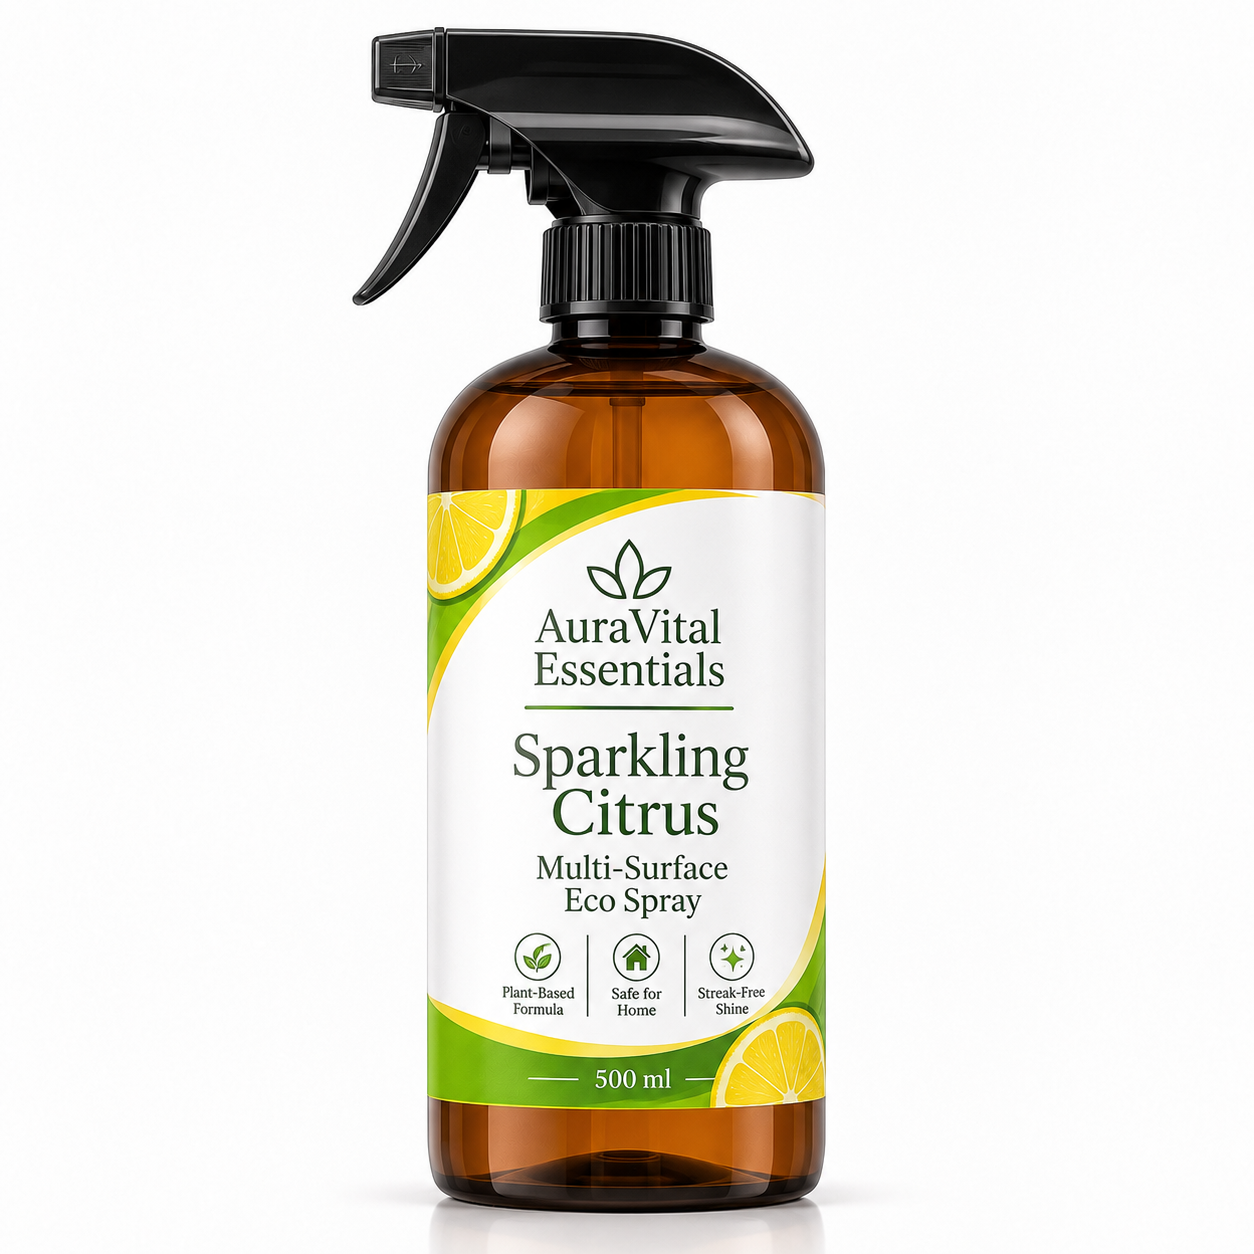 AuraVital
Essentials
Sparkling
Citrus
Multi-Surface
Eco Spray
Plant-Based
Formula
Safe for
Home
Streak-Free
Shine
500 ml